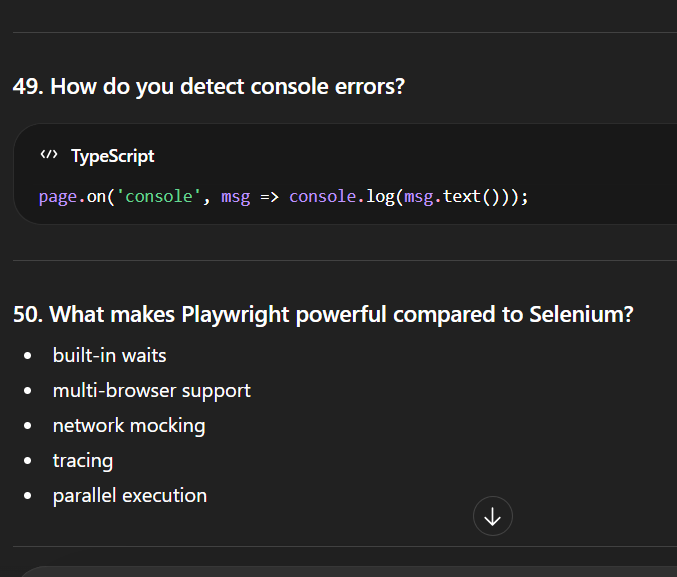 49. How do you detect console errors?
TypeScript
page.on('console', msg => console.log(msg.text()));
50. What makes Playwright powerful compared to Selenium?
• built-in waits
• multi-browser support
• network mocking
• tracing
• parallel execution